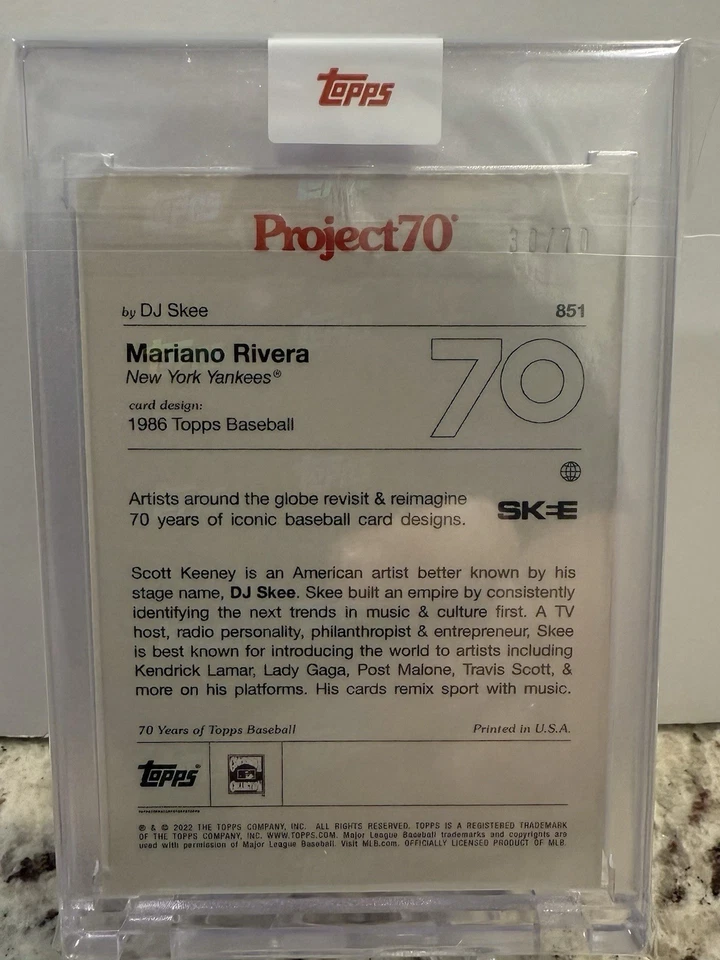 Topps
Project70®
30/70
by DJ Skee 851
Mariano Rivera
New York Yankees®
card design:
1986 Topps Baseball
70
Artists around the globe revisit & reimagine
70 years of iconic baseball card designs.
SKEE
Scott Keeney is an American artist better known by his
stage name, DJ Skee. Skee built an empire by consistently
identifying the next trends in music & culture first. A TV
host, radio personality, philanthropist & entrepreneur, Skee
is best known for introducing the world to artists including
Kendrick Lamar, Lady Gaga, Post Malone, Travis Scott, &
more on his platforms. His cards remix sport with music.
70 Years of Topps Baseball Printed in U.S.A.
Topps
® & © 2022 THE TOPPS COMPANY, INC. ALL RIGHTS RESERVED. TOPPS IS A REGISTERED TRADEMARK
OF THE TOPPS COMPANY, INC. WWW.TOPPS.COM. Major League Baseball trademarks and copyrights are
used with permission of Major League Baseball. Visit MLB.com. OFFICIALLY LICENSED PRODUCT OF MLB.